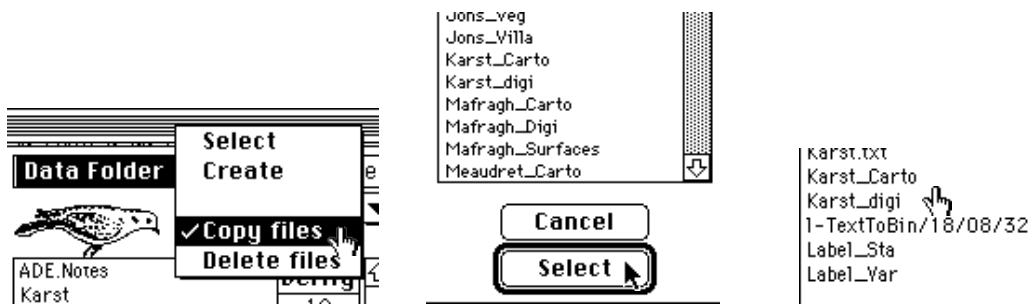 Select
Data Folder
Create
Copy files
Delete files
ADE.Notes
Karst
Jons_Veg
Jons_Villa
Karst_Carto
Karst_digi
Mafragh_Carto
Mafragh_Digi
Mafragh_Surfaces
Meaudret_Carto
Cancel
Select
Karst.txt
Karst_Carto
Karst_digi
1-TextToBin/18/08/32
Label_Sta
Label_Var